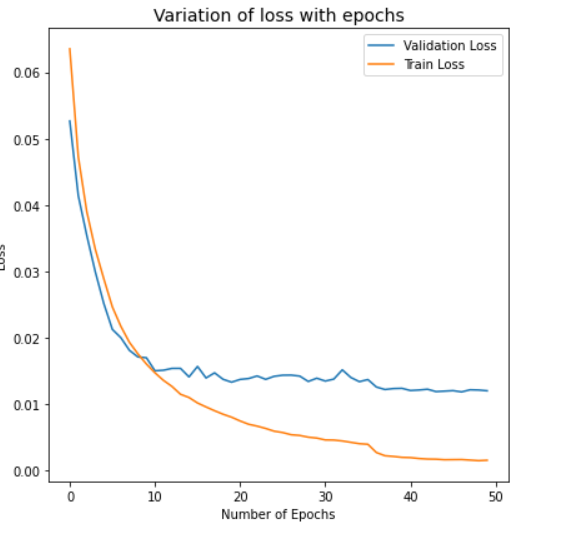 Variation of loss with epochs
Validation Loss
Train Loss
0.06
0.05
0.04
0.03
0.02
0.01
0.00
Loss
0 10 20 30 40 50
Number of Epochs